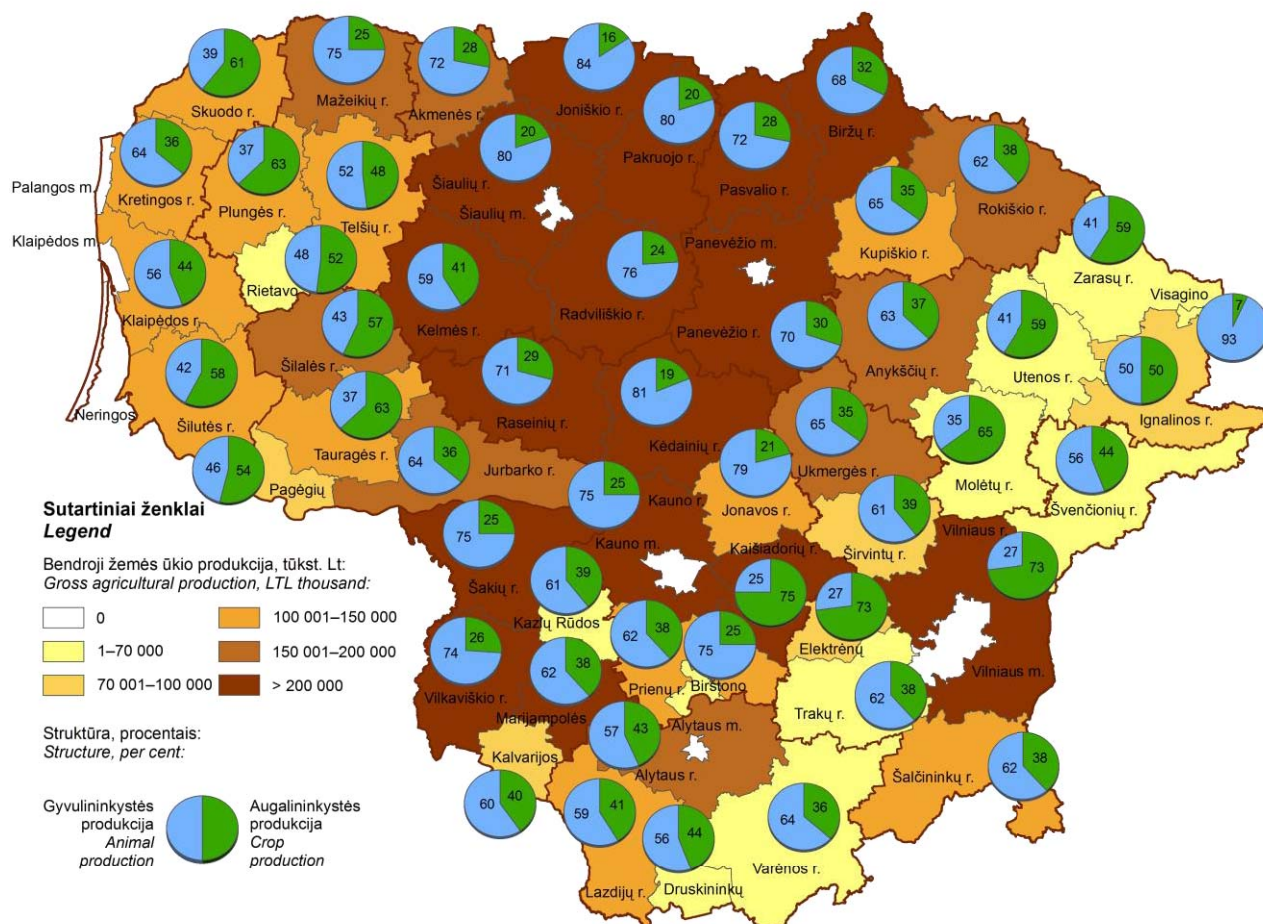 39
61
Skuodo r.
75
25
Mažeikių r.
72
28
Akmenės r.
84
16
Joniškio r.
80
20
Pakruojo r.
72
28
Pasvalio r.
68
32
Biržų r.
64
36
Kretingos r.
37
63
Plungės r.
52
48
Telšių r.
80
20
Šiaulių r.
Šiaulių m.
65
35
Kupiškio r.
62
38
Rokiškio r.
41
59
Zarasų r.
Palangos m.
Klaipėdos m.
56
44
Klaipėdos r.
48
52
Rietavo
59
41
Kelmės r.
76
24
Radviliškio r.
Panevėžio m.
70
30
Panevėžio r.
63
37
Anykščių r.
41
59
Utenos r.
Visagino
7
93
50
50
Ignalinos r.
43
57
Šilalės r.
42
58
Šilutės r.
Neringos
37
63
Tauragės r.
71
29
Raseinių r.
81
19
Kėdainių r.
65
35
Ukmergės r.
35
65
Molėtų r.
56
44
Švenčionių r.
46
54
Pagėgių
64
36
Jurbarko r.
75
25
Kauno r.
Kauno m.
79
21
Jonavos r.
61
39
Širvintų r.
Vilniaus r.
27
73
75
25
Šakių r.
61
39
Kazlų Rūdos
Kaišiadorių r.
25
75
27
73
Elektrėnų
74
26
Vilkaviškio r.
62
38
Marijampolės
62
38
Prienų r.
75
25
Birštono
62
38
Trakų r.
Vilniaus m.
Kalvarijos
60
40
57
43
Alytaus m.
Alytaus r.
59
41
Lazdijų r.
56
44
Druskininkų
64
36
Varėnos r.
62
38
Šalčininkų r.
Sutartiniai ženklai
Legend
Bendroji žemės ūkio produkcija, tūkst. Lt:
Gross agricultural production, LTL thousand:
0
1–70 000
70 001–100 000
100 001–150 000
150 001–200 000
> 200 000
Struktūra, procentais:
Structure, per cent:
Gyvulininkystės
produkcija
Animal
production
Augalininkystės
produkcija
Crop
production